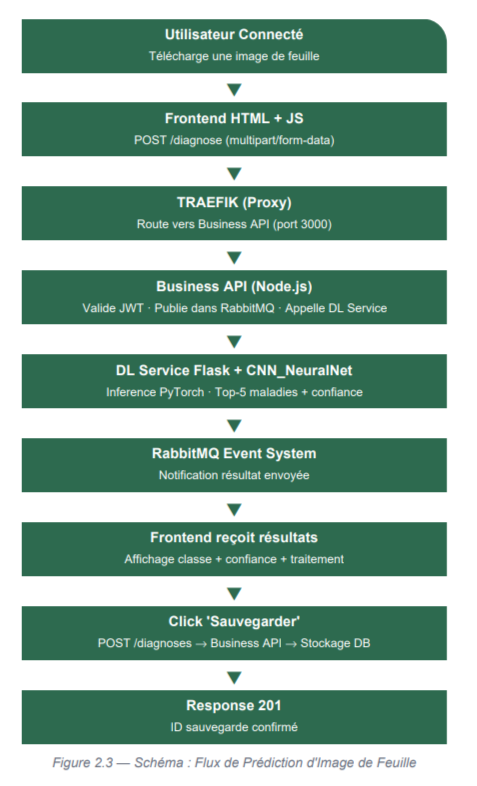 Utilisateur Connecté
Télécharge une image de feuille
Frontend HTML + JS
POST /diagnose (multipart/form-data)
TRAEFIK (Proxy)
Route vers Business API (port 3000)
Business API (Node.js)
Valide JWT · Publie dans RabbitMQ · Appelle DL Service
DL Service Flask + CNN_NeuralNet
Inference PyTorch · Top-5 maladies + confiance
RabbitMQ Event System
Notification résultat envoyée
Frontend reçoit résultats
Affichage classe + confiance + traitement
Click 'Sauvegarder'
POST /diagnoses → Business API → Stockage DB
Response 201
ID sauvegarde confirmé
Figure 2.3 — Schéma : Flux de Prédiction d'Image de Feuille